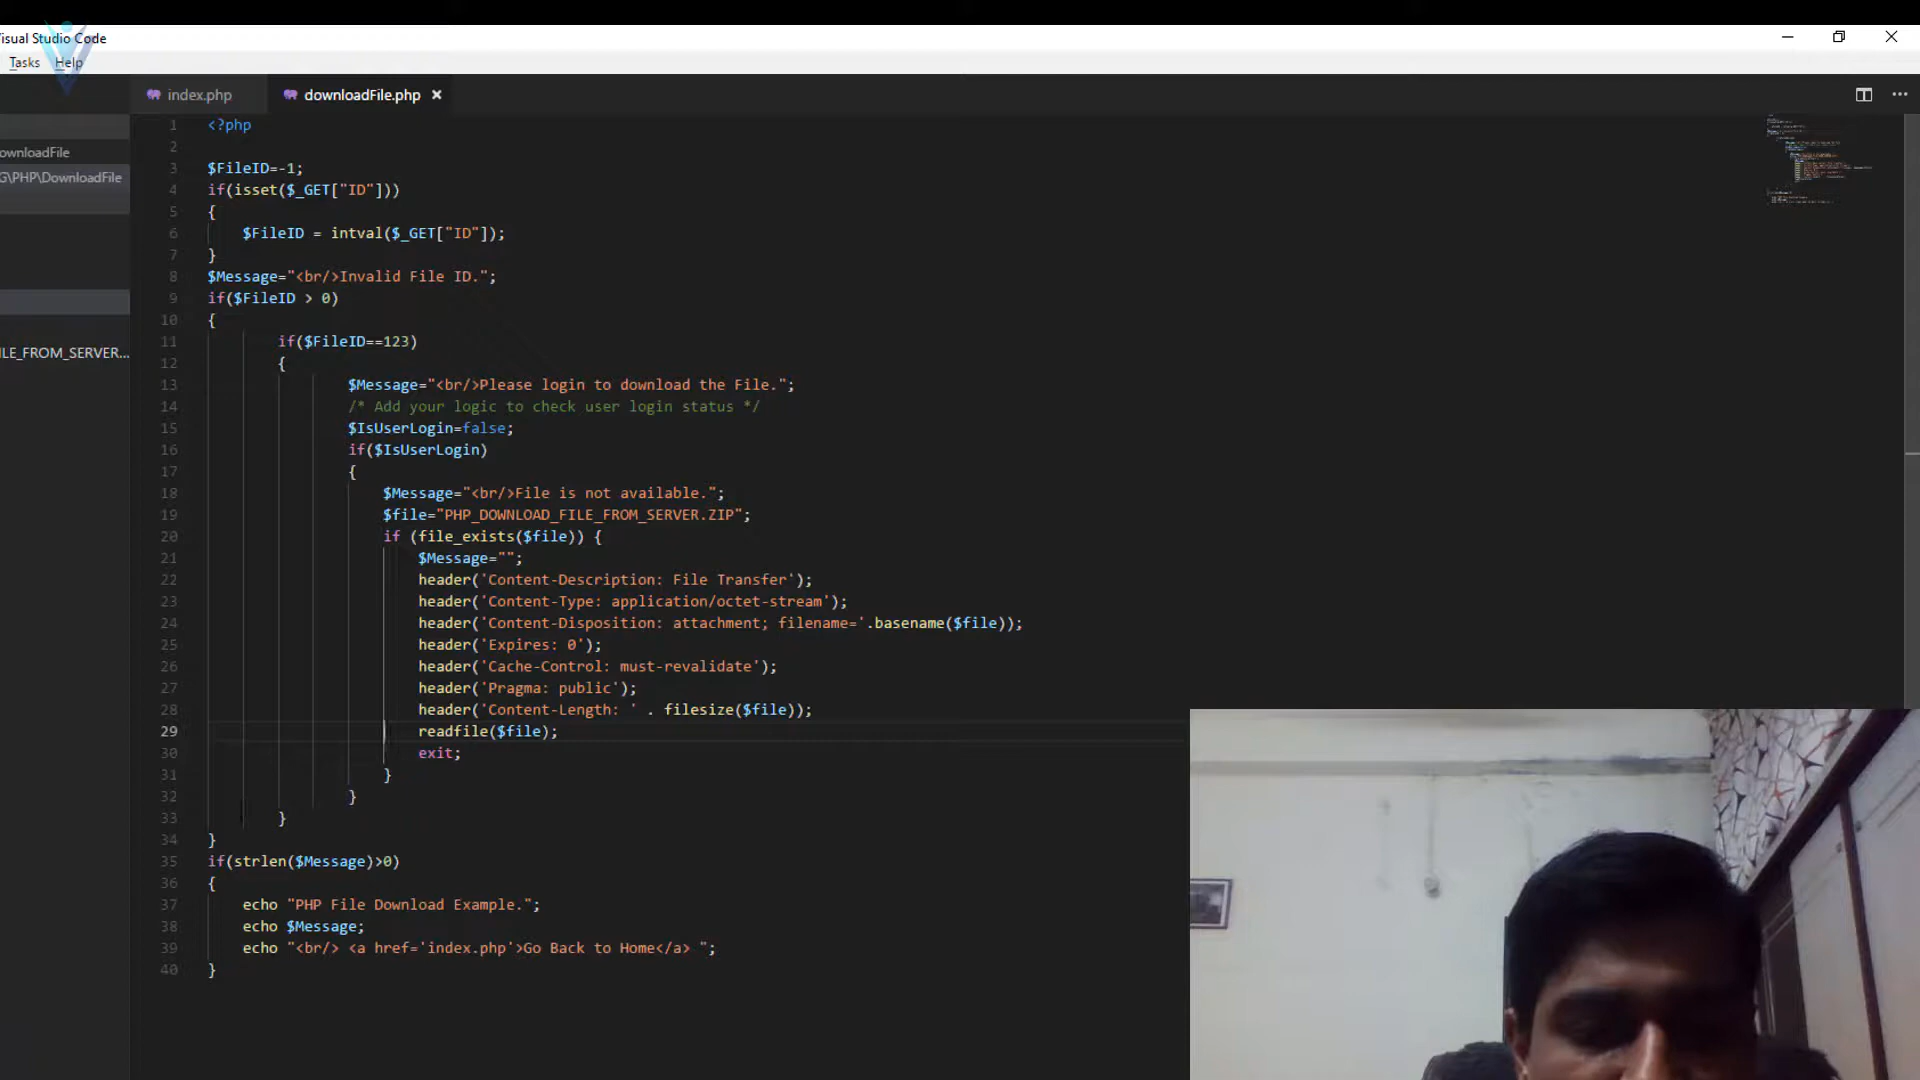 isual Studio Code
Tasks Help
index.php downloadFile.php
ownloadFile
G\PHP\DownloadFile
ILE_FROM_SERVER...
1 <?php
2
3 $FileID=-1;
4 if(isset($_GET["ID"]))
5 {
6 $FileID = intval($_GET["ID"]);
7 }
8 $Message="<br/>Invalid File ID.";
9 if($FileID > 0)
10 {
11 if($FileID==123)
12 {
13 $Message="<br/>Please login to download the File.";
14 /* Add your logic to check user login status */
15 $IsUserLogin=false;
16 if($IsUserLogin)
17 {
18 $Message="<br/>File is not available.";
19 $file="PHP_DOWNLOAD_FILE_FROM_SERVER.ZIP";
20 if (file_exists($file)) {
21 $Message="";
22 header('Content-Description: File Transfer');
23 header('Content-Type: application/octet-stream');
24 header('Content-Disposition: attachment; filename='.basename($file));
25 header('Expires: 0');
26 header('Cache-Control: must-revalidate');
27 header('Pragma: public');
28 header('Content-Length: ' . filesize($file));
29 readfile($file);
30 exit;
31 }
32 }
33 }
34 }
35 if(strlen($Message)>0)
36 {
37 echo "PHP File Download Example.";
38 echo $Message;
39 echo "<br/> <a href='index.php'>Go Back to Home</a> ";
40 }